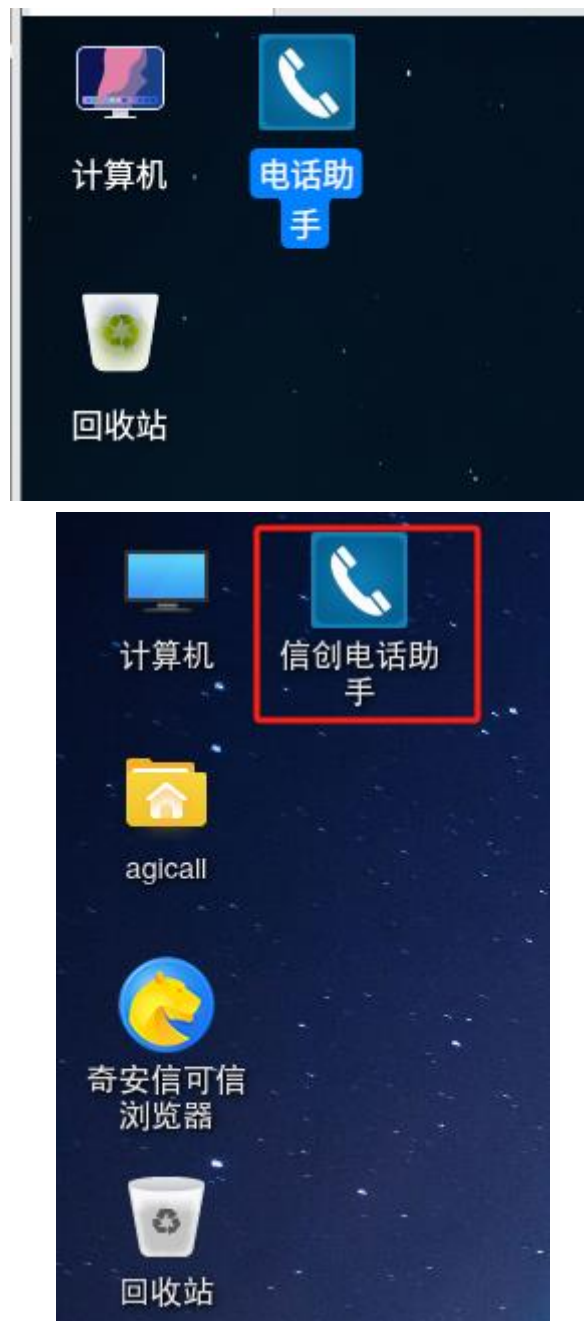 计算机
电话助
手
回收站
计算机
信创电话助
手
agicall
奇安信可信
浏览器
回收站